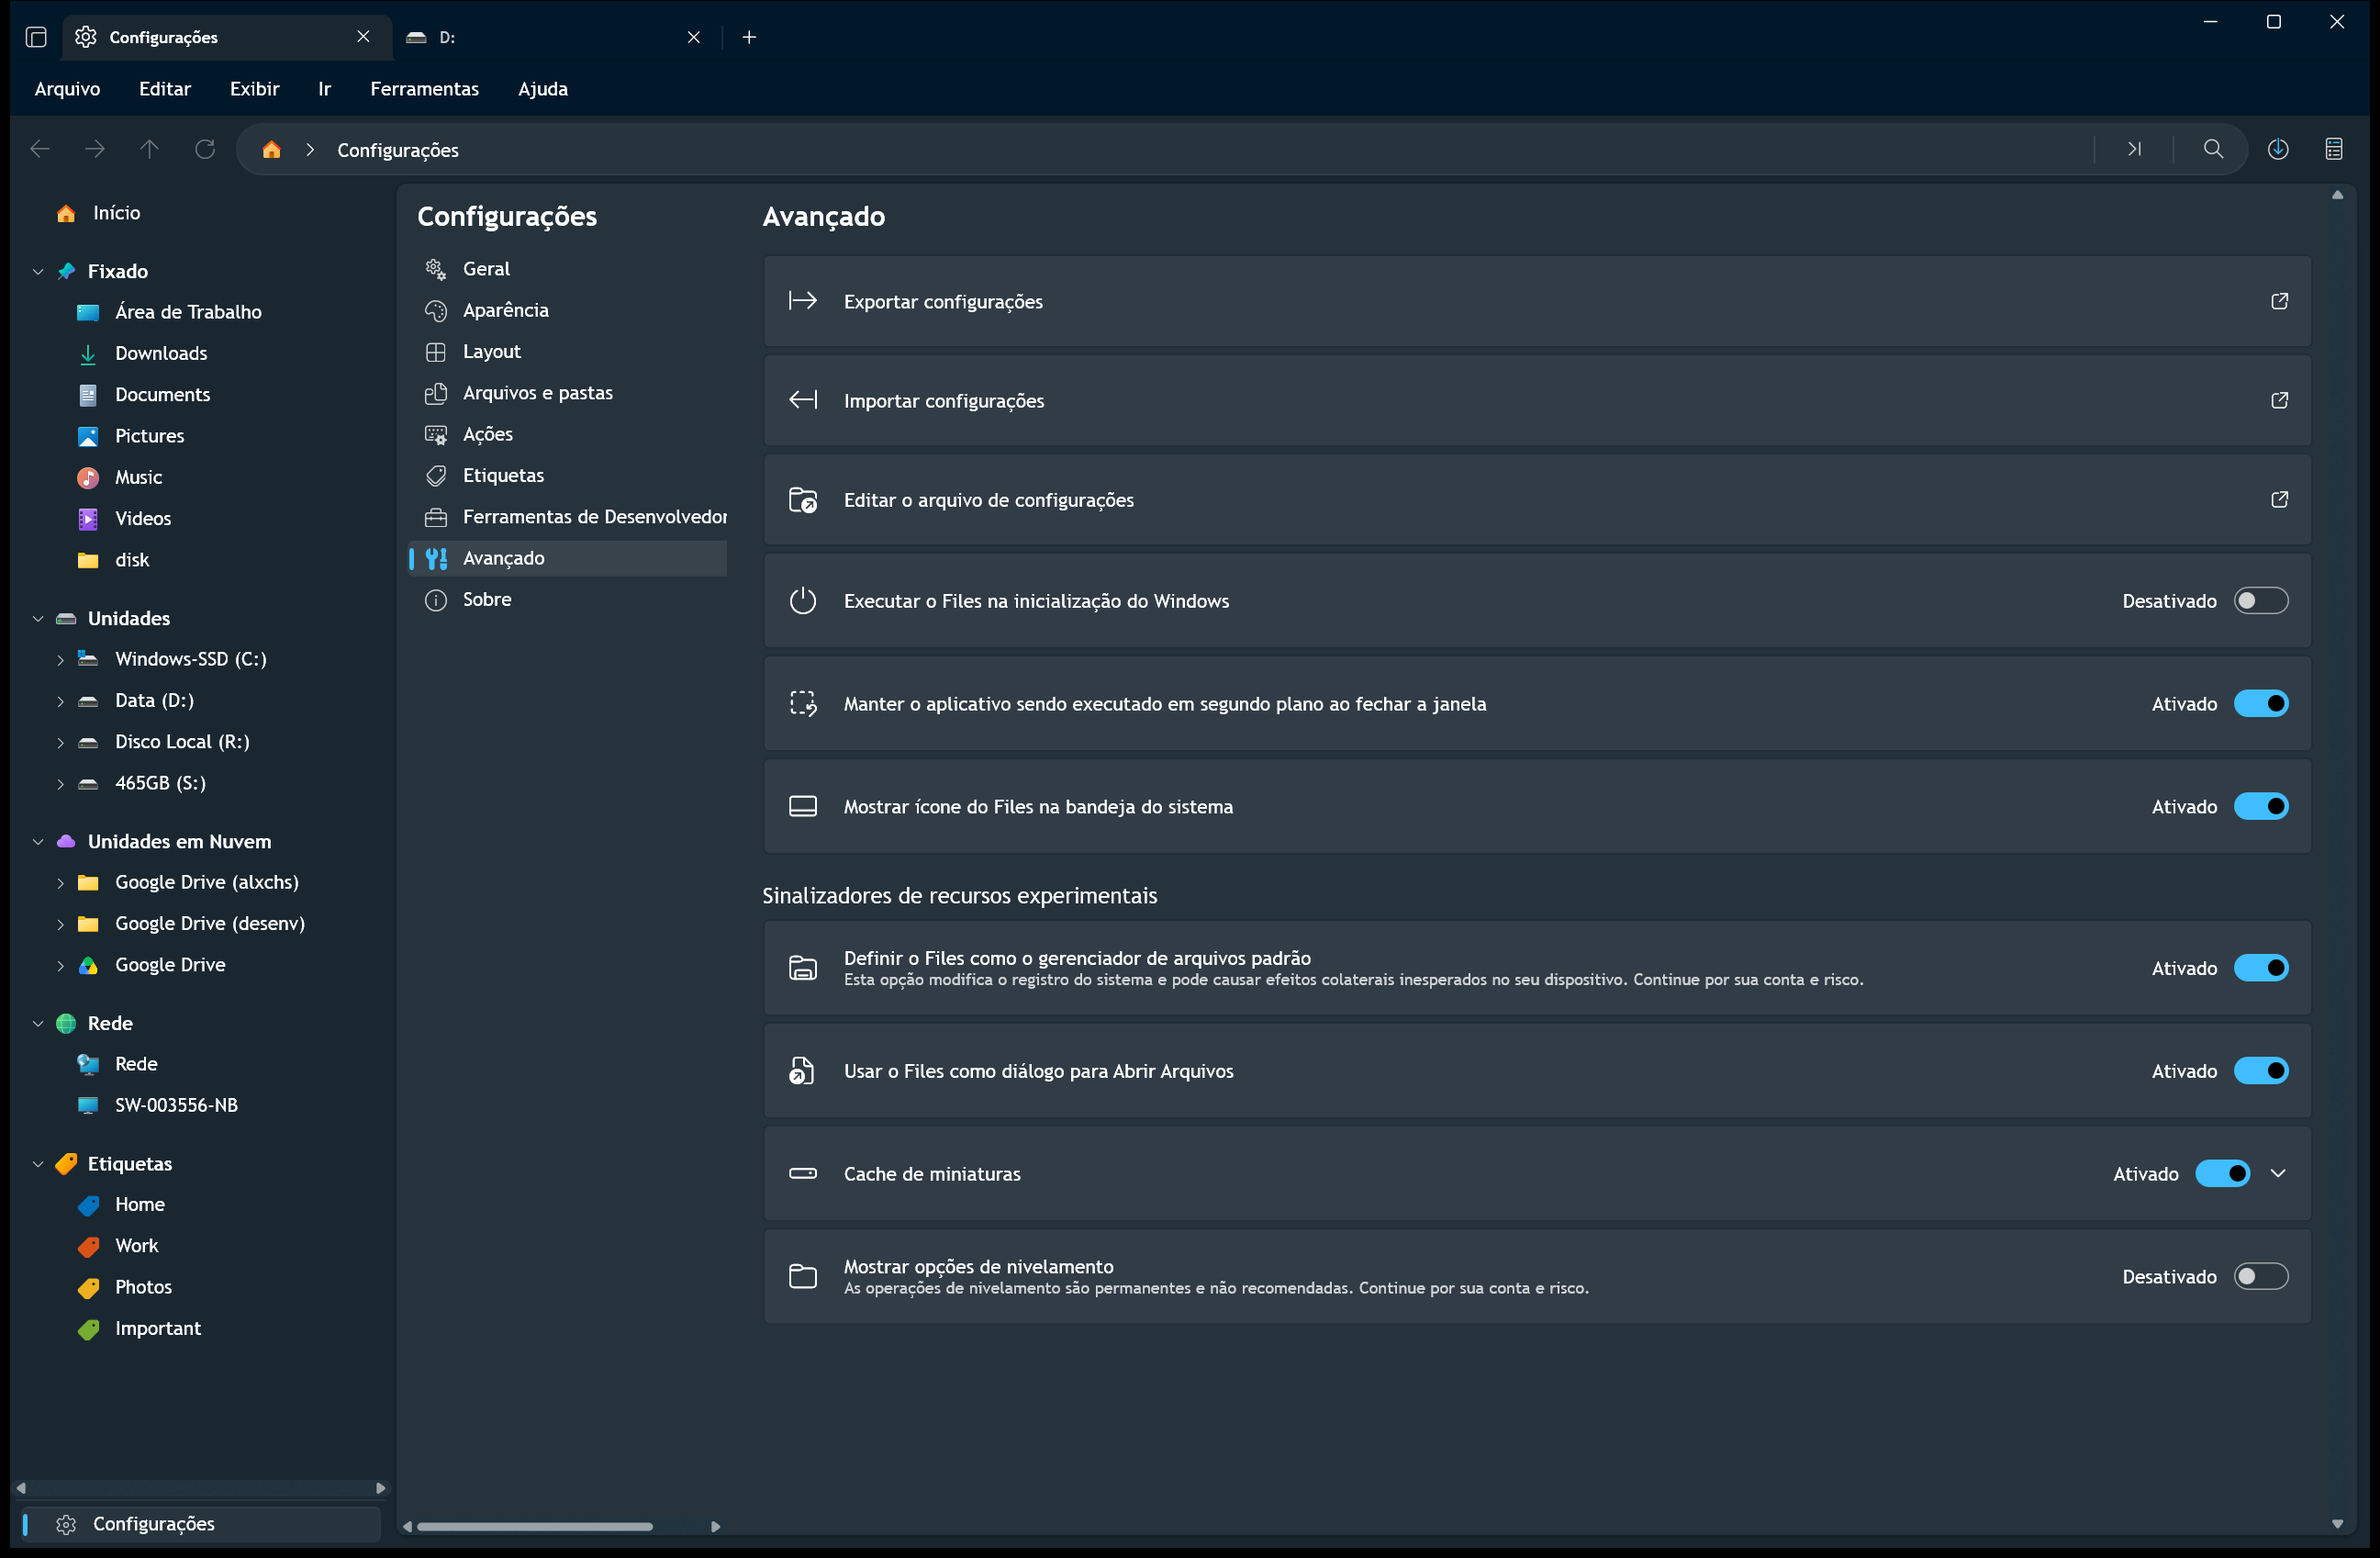 Configurações
D:
Arquivo Editar Exibir Ir Ferramentas Ajuda
Configurações
Início
Fixado
Área de Trabalho
Downloads
Documents
Pictures
Music
Videos
disk
Unidades
Windows-SSD (C:)
Data (D:)
Disco Local (R:)
465GB (S:)
Unidades em Nuvem
Google Drive (alxchs)
Google Drive (desenv)
Google Drive
Rede
Rede
SW-003556-NB
Etiquetas
Home
Work
Photos
Important
Configurações
Configurações
Geral
Aparência
Layout
Arquivos e pastas
Ações
Etiquetas
Ferramentas de Desenvolvedor
Avançado
Sobre
Avançado
Exportar configurações
Importar configurações
Editar o arquivo de configurações
Executar o Files na inicialização do Windows Desativado
Manter o aplicativo sendo executado em segundo plano ao fechar a janela Ativado
Mostrar ícone do Files na bandeja do sistema Ativado
Sinalizadores de recursos experimentais
Definir o Files como o gerenciador de arquivos padrão Ativado
Esta opção modifica o registro do sistema e pode causar efeitos colaterais inesperados no seu dispositivo. Continue por sua conta e risco.
Usar o Files como diálogo para Abrir Arquivos Ativado
Cache de miniaturas Ativado
Mostrar opções de nivelamento Desativado
As operações de nivelamento são permanentes e não recomendadas. Continue por sua conta e risco.